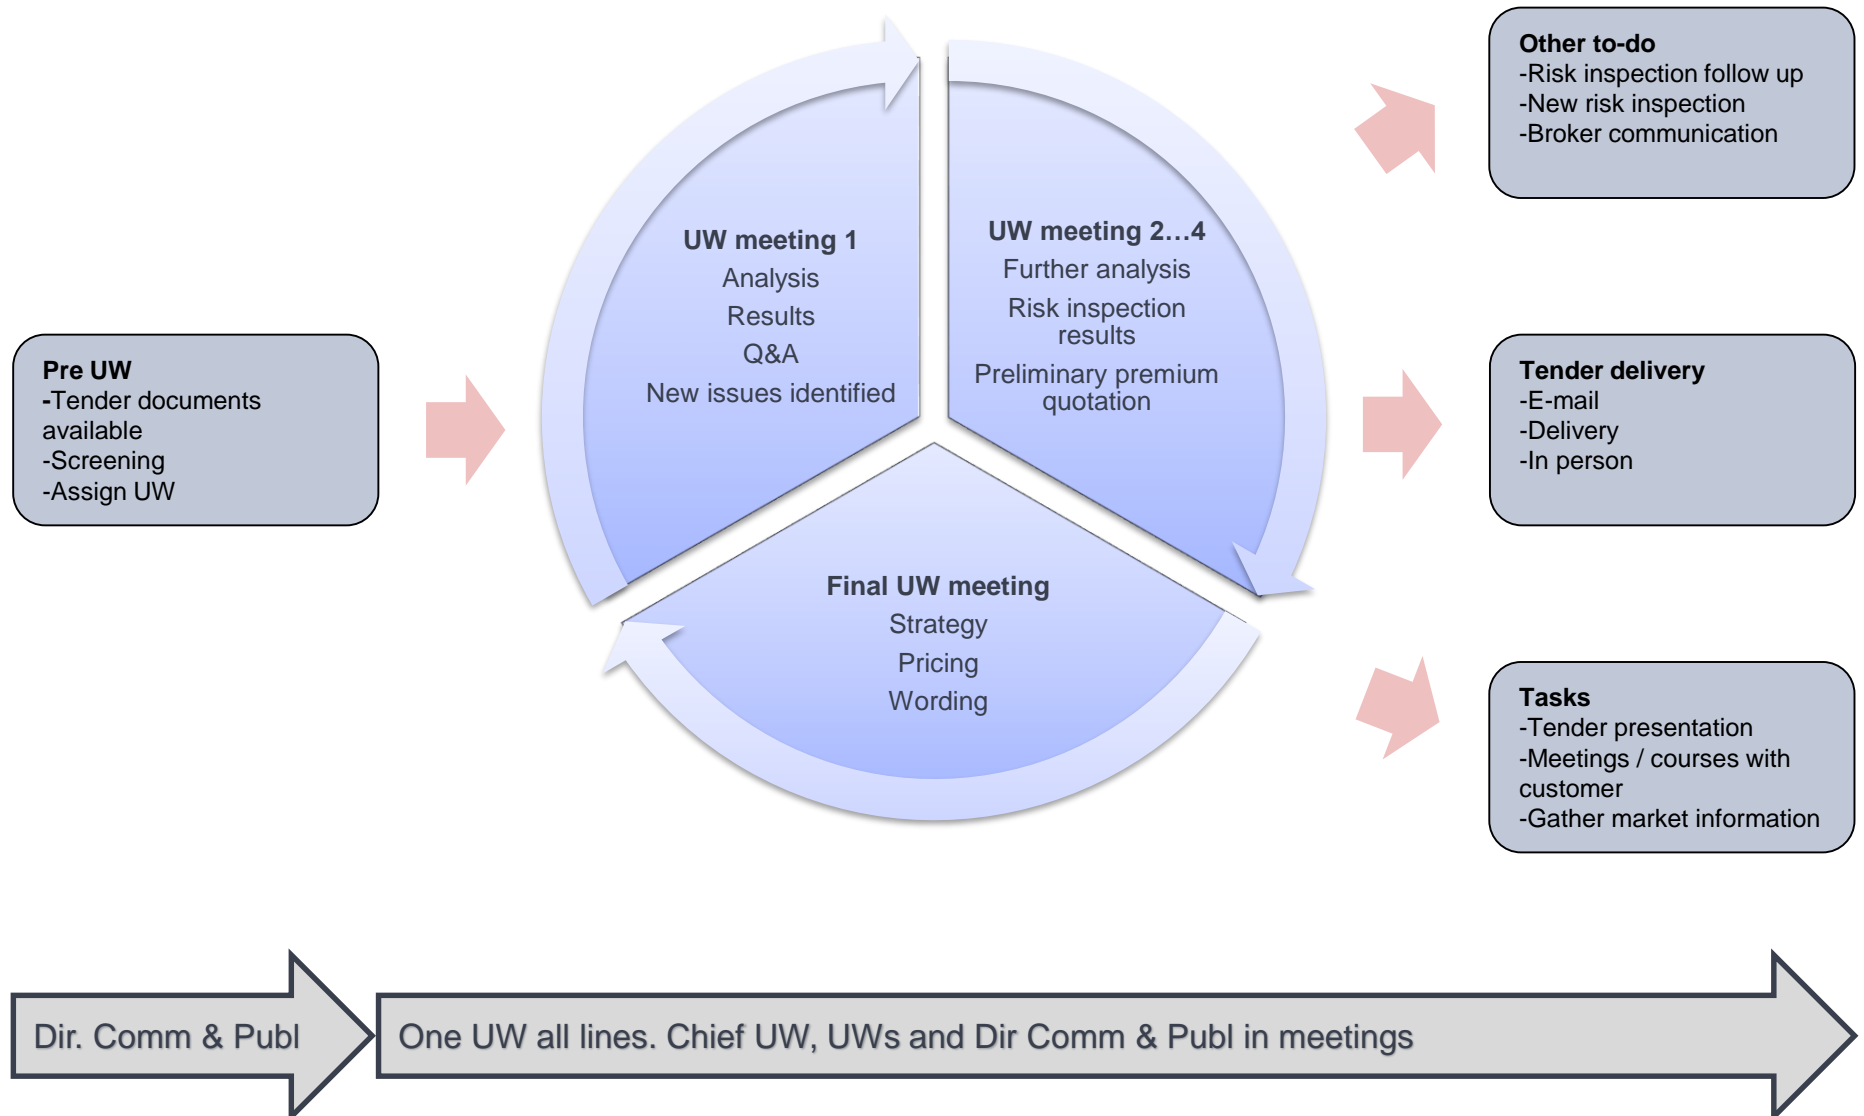 Pre UW
-Tender documents
available
-Screening
-Assign UW
UW meeting 1
Analysis
Results
Q&A
New issues identified
UW meeting 2…4
Further analysis
Risk inspection
results
Preliminary premium
quotation
Final UW meeting
Strategy
Pricing
Wording
Other to-do
-Risk inspection follow up
-New risk inspection
-Broker communication
Tender delivery
-E-mail
-Delivery
-In person
Tasks
-Tender presentation
-Meetings / courses with
customer
-Gather market information
Dir. Comm & Publ
One UW all lines. Chief UW, UWs and Dir Comm & Publ in meetings